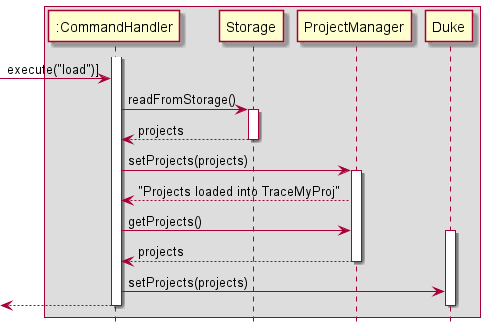 :CommandHandler
Storage
ProjectManager
Duke
execute("load")]
readFromStorage()
projects
setProjects(projects)
"Projects loaded into TraceMyProj"
getProjects()
projects
setProjects(projects)